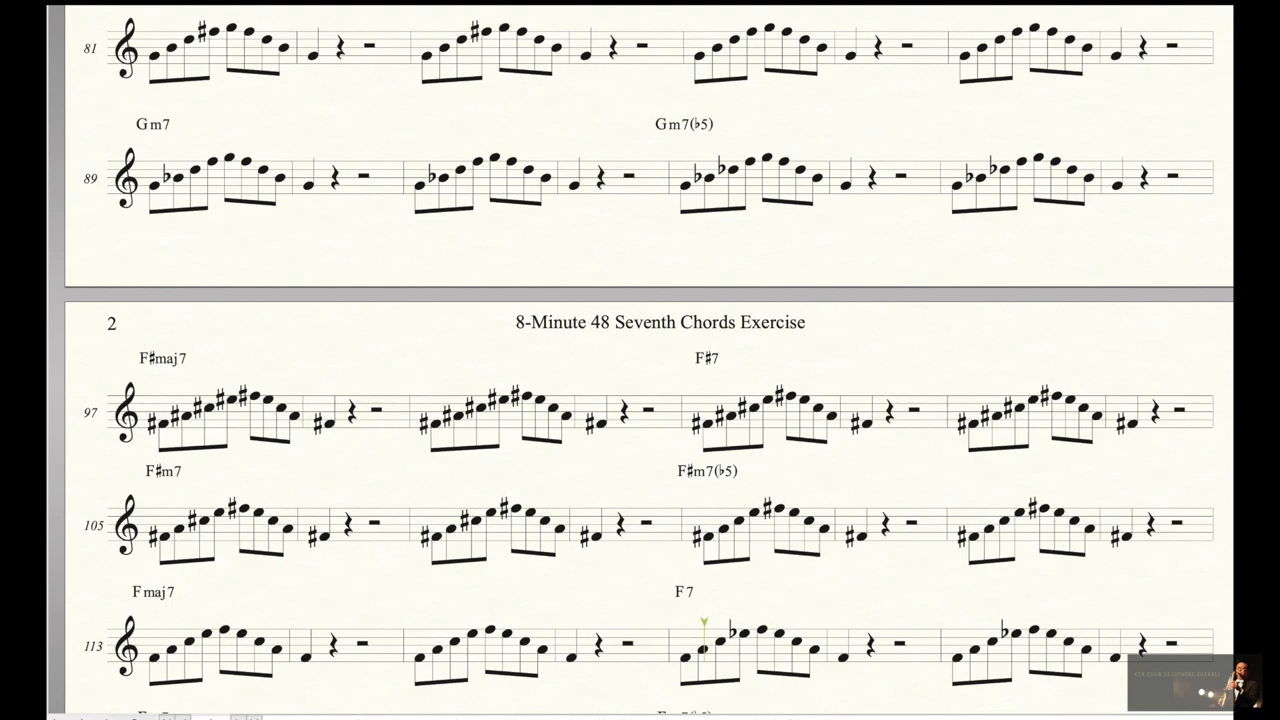 81
Gm7 Gm7(♭5)
89
2 8-Minute 48 Seventh Chords Exercise
F♯maj7 F♯7
97
F♯m7 F♯m7(♭5)
105
Fmaj7 F7
113